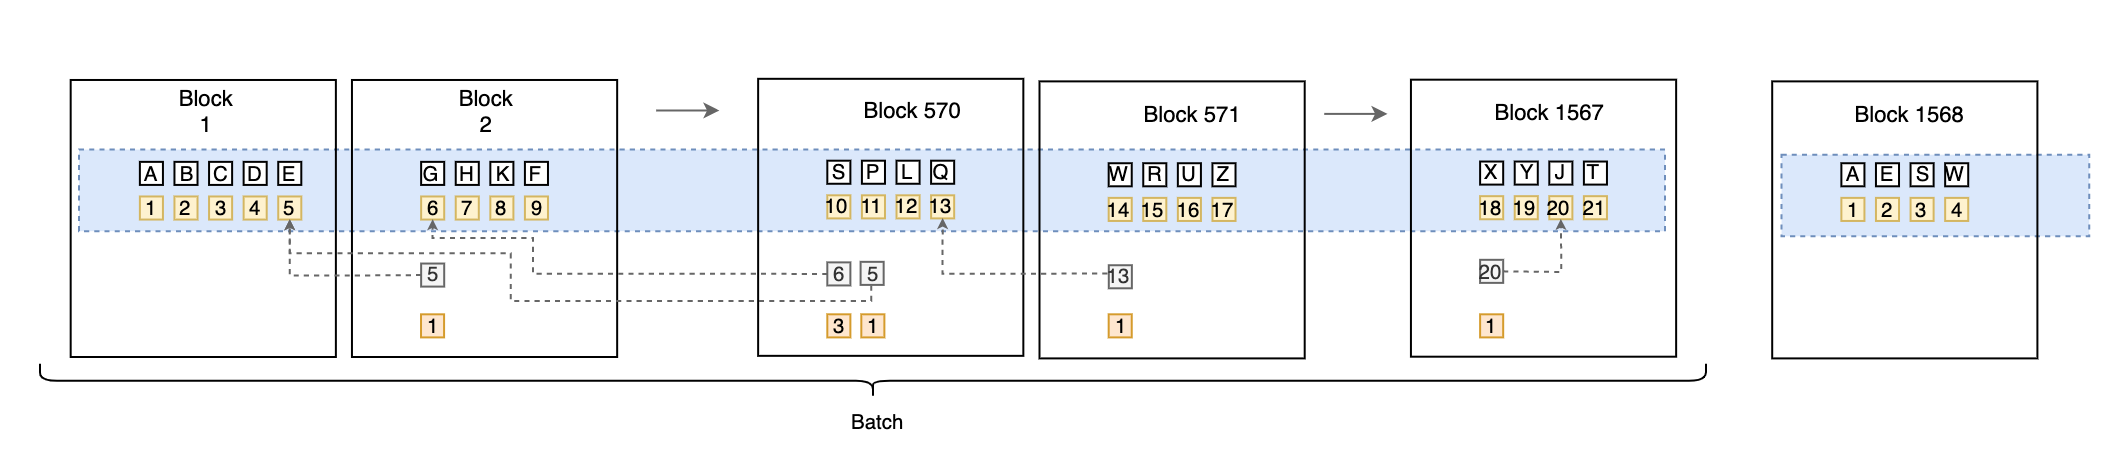 Block
1
A B C D E
1 2 3 4 5
Block
2
G H K F
6 7 8 9
5
1
Block 570
S P L Q
10 11 12 13
6 5
3 1
Block 571
W R U Z
14 15 16 17
13
1
Block 1567
X Y J T
18 19 20 21
20
1
Block 1568
A E S W
1 2 3 4
Batch